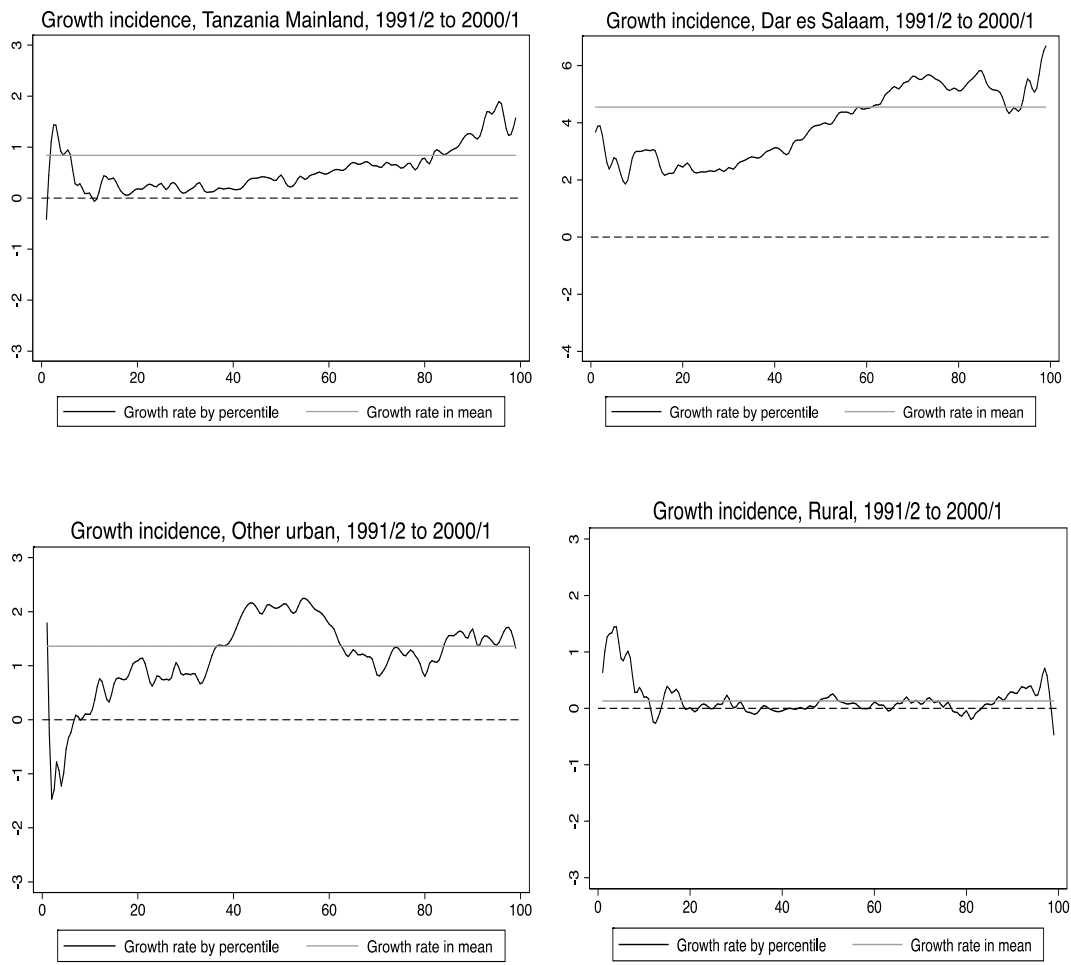 Growth incidence, Tanzania Mainland, 1991/2 to 2000/1
3
2
1
0
-1
-2
-3
0 20 40 60 80 100
Growth rate by percentile Growth rate in mean
Growth incidence, Dar es Salaam, 1991/2 to 2000/1
6
4
2
0
-2
-4
0 20 40 60 80 100
Growth rate by percentile Growth rate in mean
Growth incidence, Other urban, 1991/2 to 2000/1
3
2
1
0
-1
-2
-3
0 20 40 60 80 100
Growth rate by percentile Growth rate in mean
Growth incidence, Rural, 1991/2 to 2000/1
3
2
1
0
-1
-2
-3
0 20 40 60 80 100
Growth rate by percentile Growth rate in mean